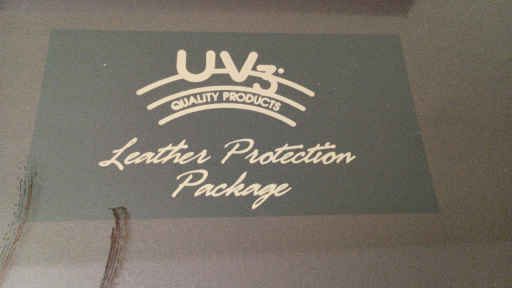 UV3
QUALITY PRODUCTS
Leather Protection
Package